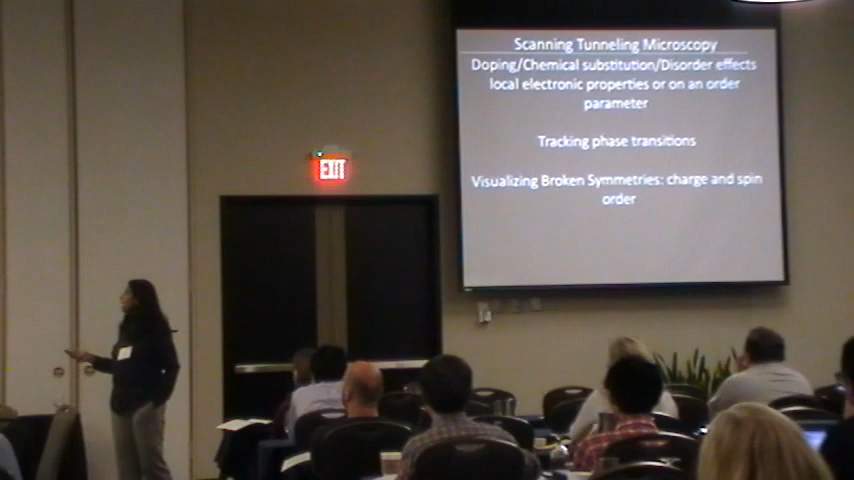 Scanning Tunneling Microscopy
Doping/Chemical substitution/Disorder effects
local electronic properties or on an order
parameter
Tracking phase transitions
Visualizing Broken Symmetries: charge and spin
order
EXIT